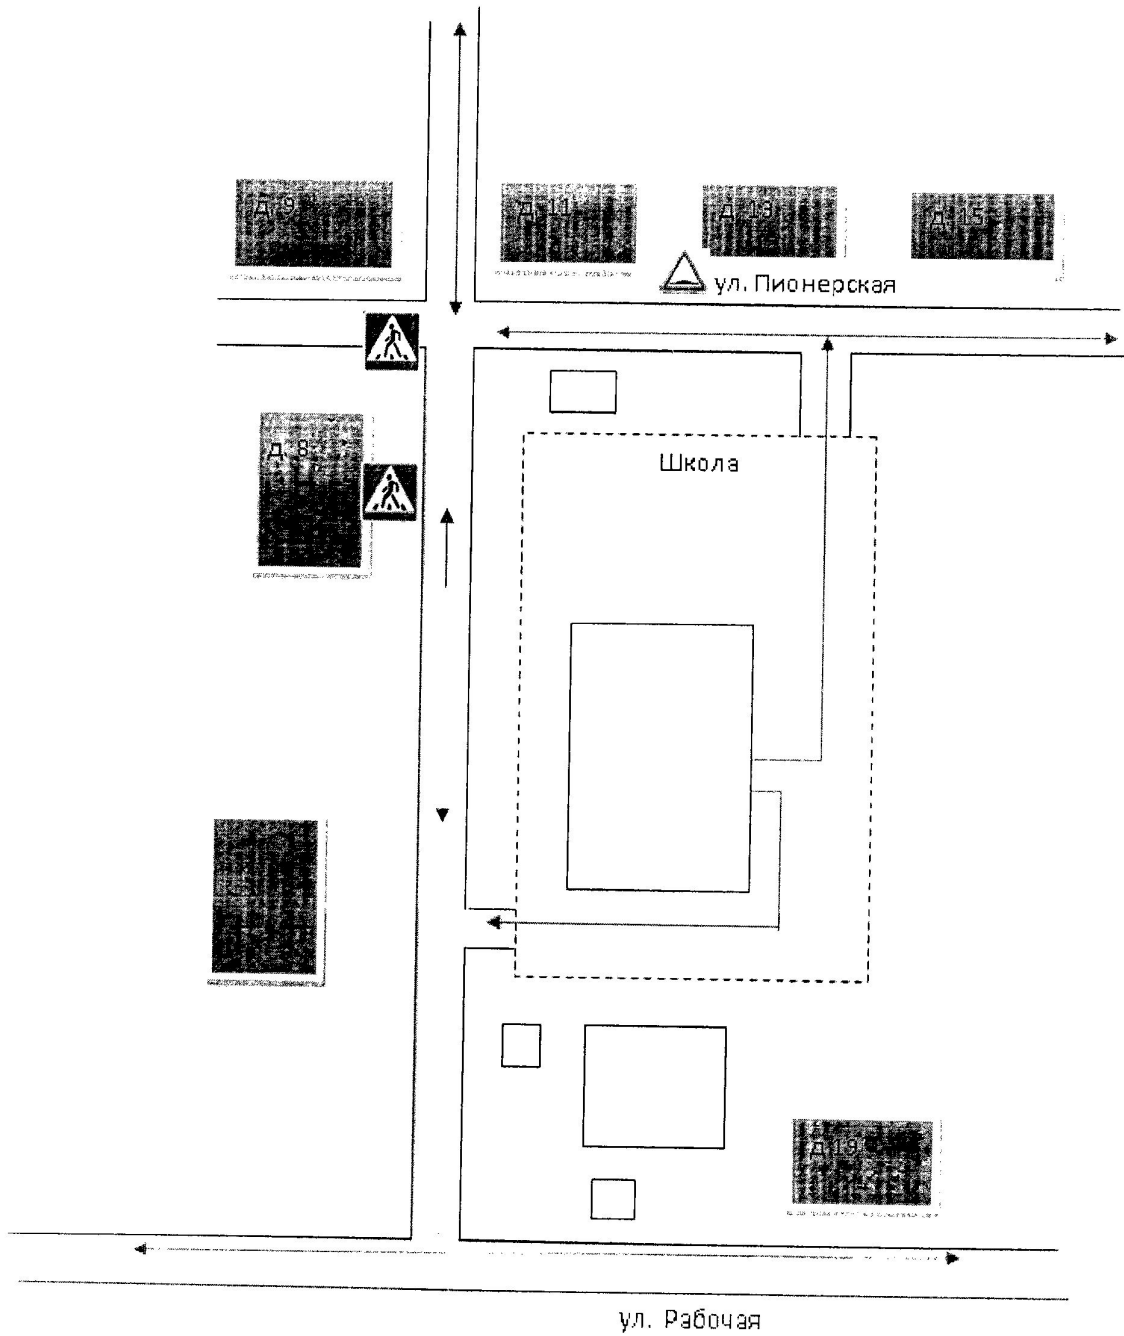 д. 9
д. 11
д. 13
д. 15
ул. Пионерская
д. 8
Школа
д. 19
ул. Рабочая